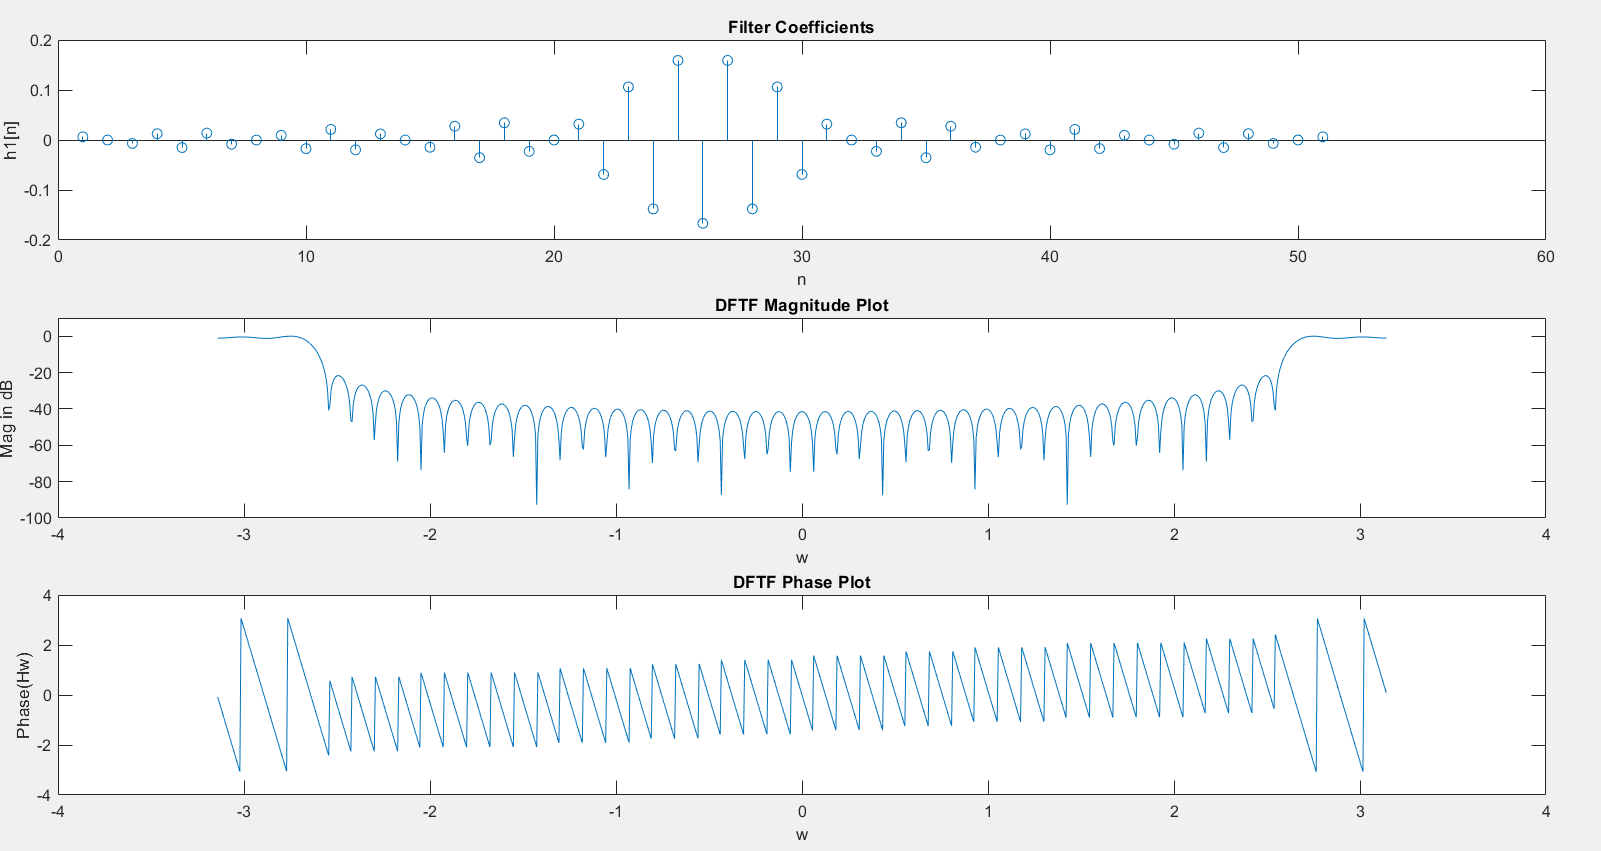 Filter Coefficients
0.2
0.1
0
-0.1
-0.2
h1[n]
0 10 20 30 40 50 60
n
DFTF Magnitude Plot
0
-20
-40
-60
-80
-100
Mag in dB
-4 -3 -2 -1 0 1 2 3 4
w
DFTF Phase Plot
4
2
0
-2
-4
Phase(Hw)
-4 -3 -2 -1 0 1 2 3 4
w